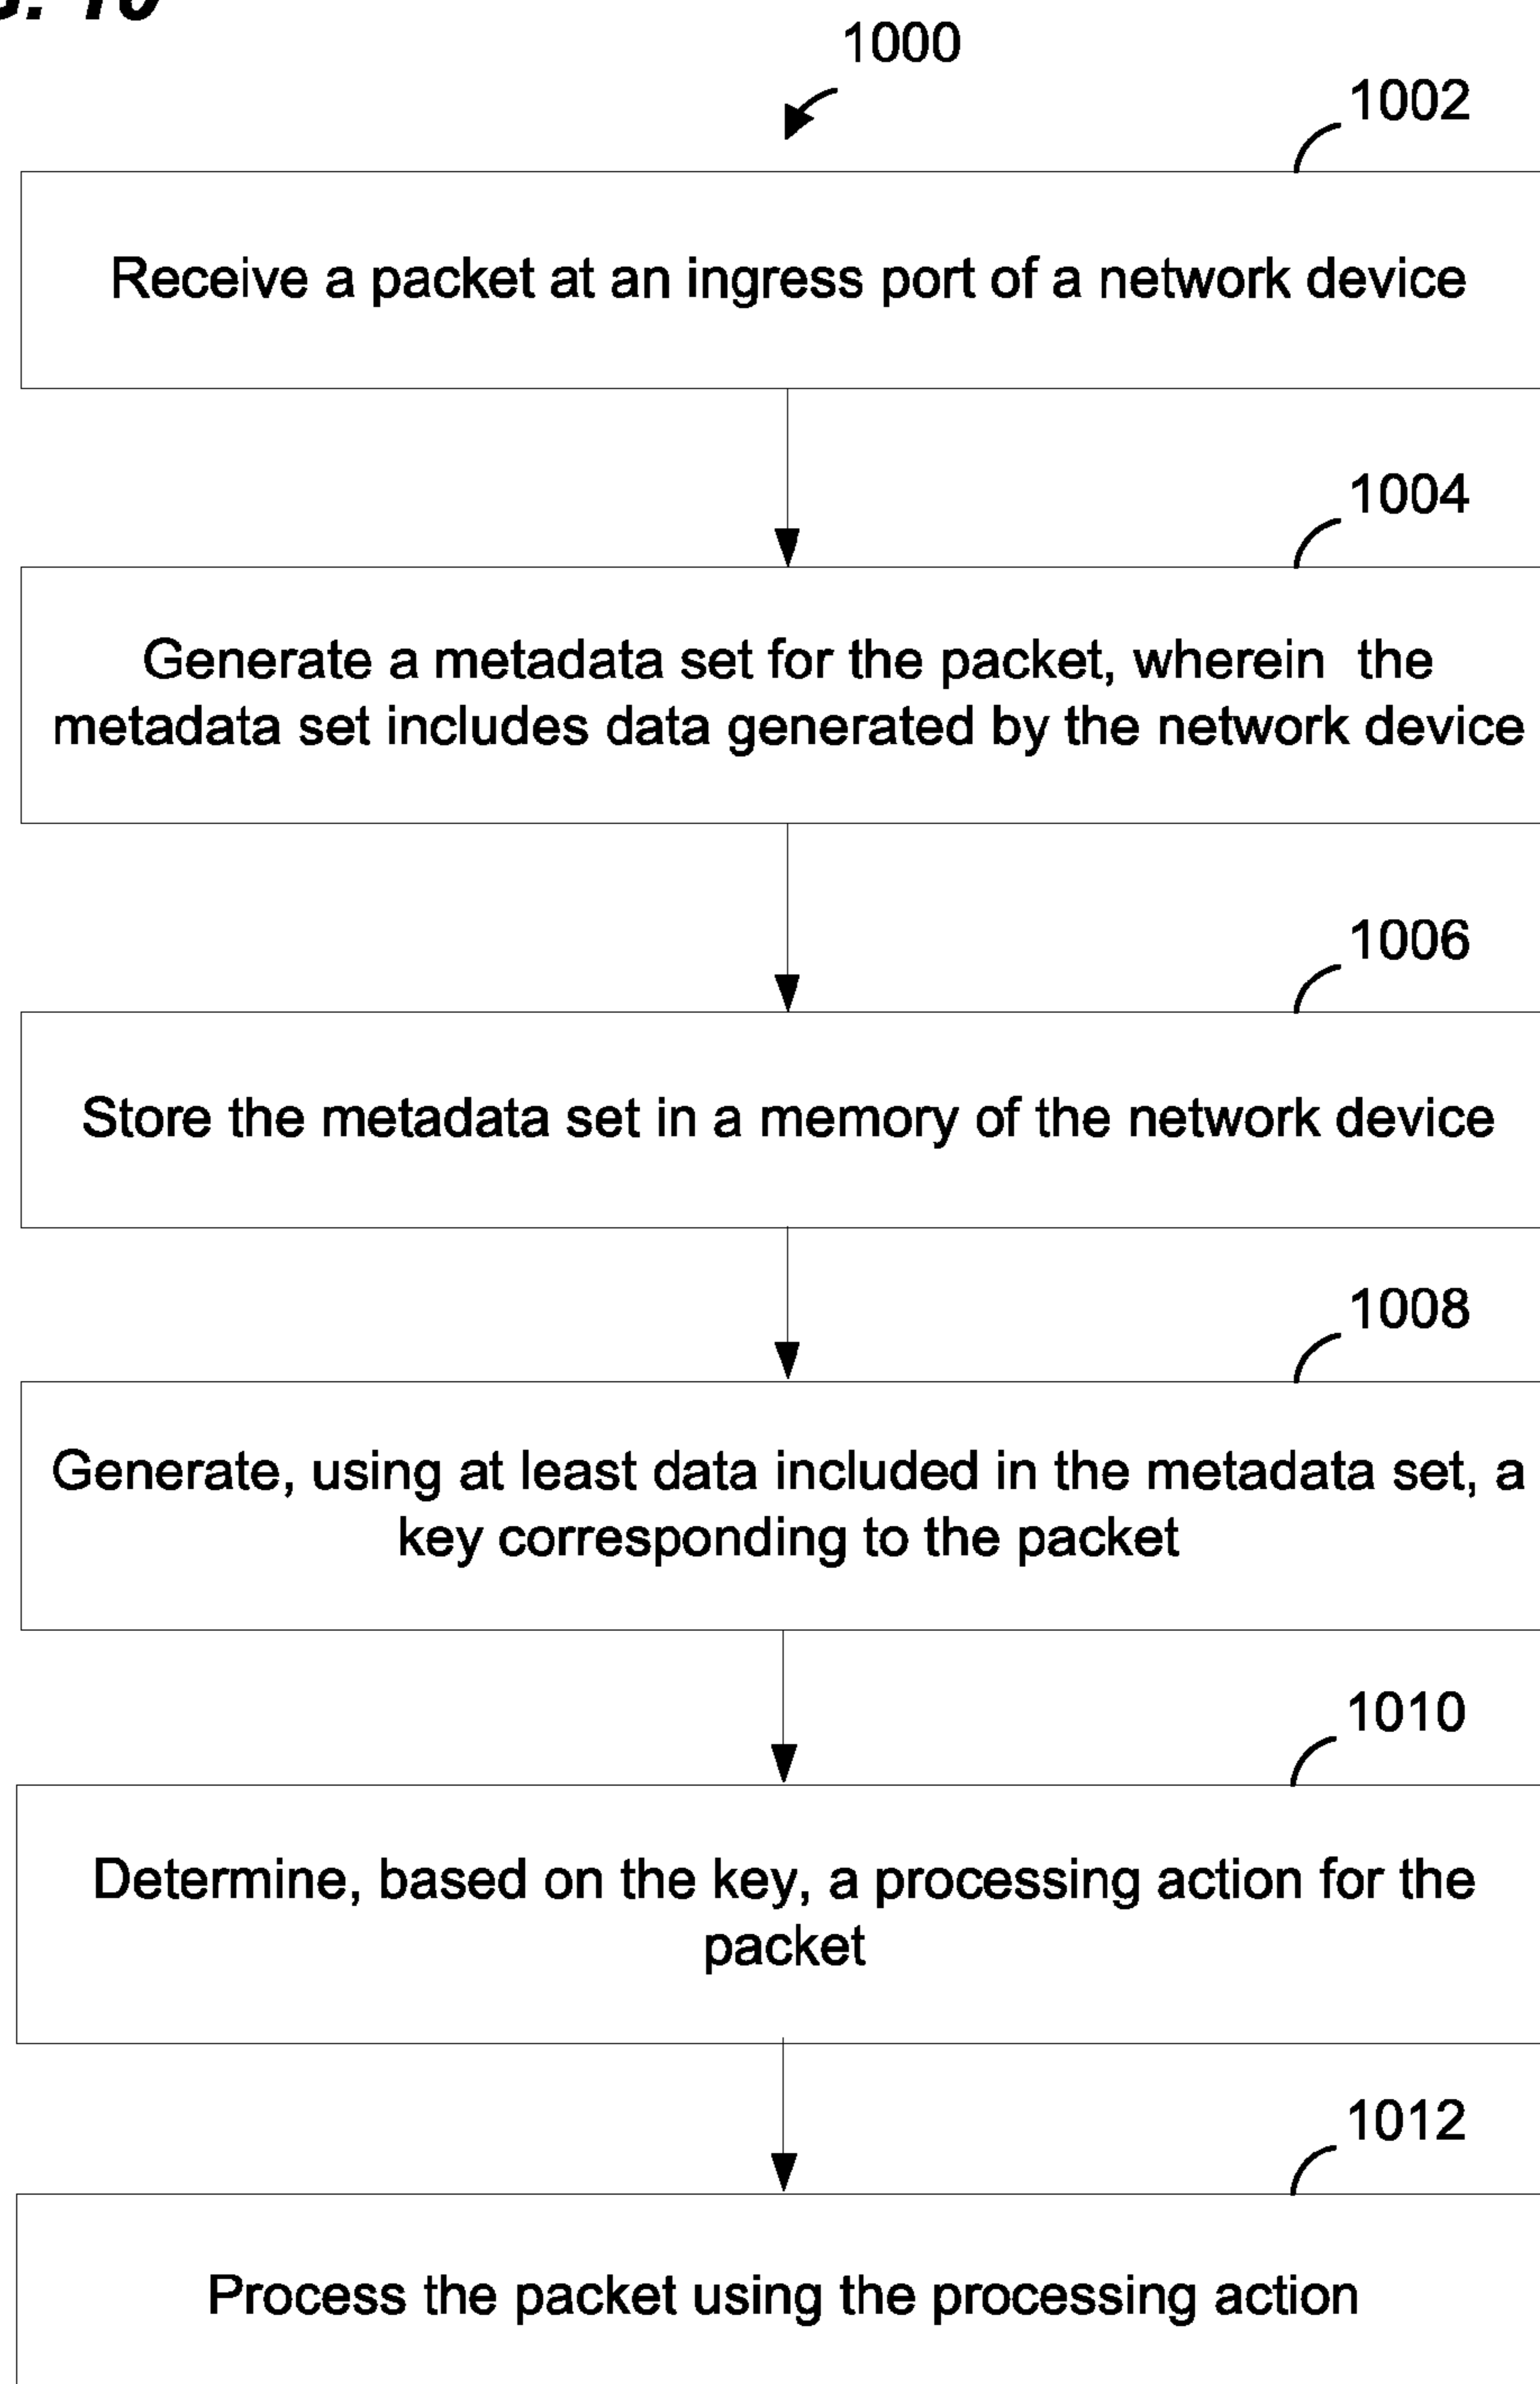 1000
1002
Receive a packet at an ingress port of a network device
1004
Generate a metadata set for the packet, wherein the
metadata set includes data generated by the network device
1006
Store the metadata set in a memory of the network device
1008
Generate, using at least data included in the metadata set, a
key corresponding to the packet
1010
Determine, based on the key, a processing action for the
packet
1012
Process the packet using the processing action